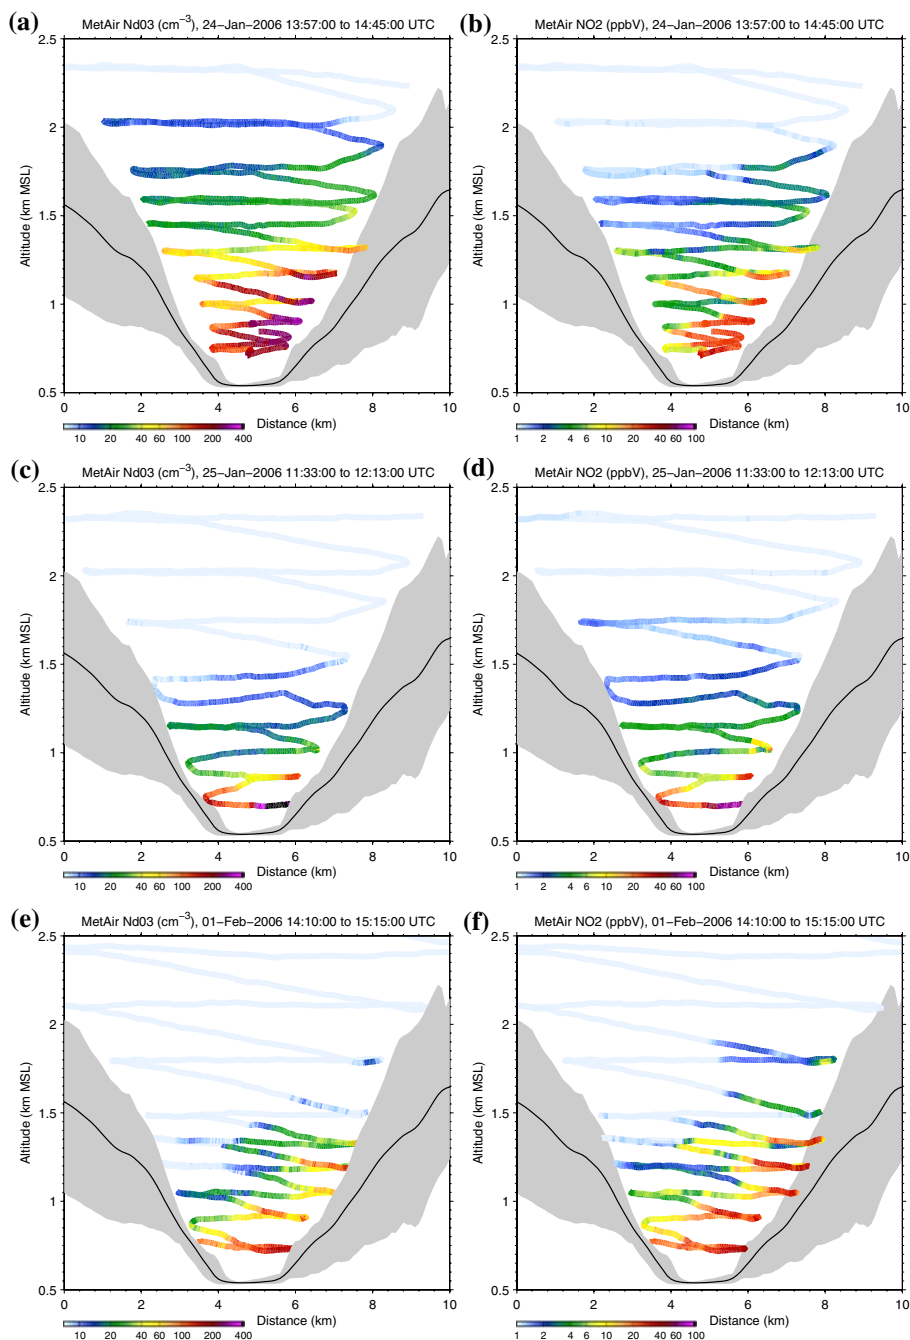 (a) MetAir Nd03 (cm−3), 24−Jan−2006 13:57:00 to 14:45:00 UTC
2.5
2
1.5
1
0.5
Altitude (km MSL)
0 2 4 6 8 10
Distance (km)
10 20 40 60 100 200 400
(b) MetAir NO2 (ppbV), 24−Jan−2006 13:57:00 to 14:45:00 UTC
2.5
2
1.5
1
0.5
Altitude (km MSL)
0 2 4 6 8 10
Distance (km)
1 2 4 6 10 20 40 60 100
(c) MetAir Nd03 (cm−3), 25−Jan−2006 11:33:00 to 12:13:00 UTC
2.5
2
1.5
1
0.5
Altitude (km MSL)
0 2 4 6 8 10
Distance (km)
10 20 40 60 100 200 400
(d) MetAir NO2 (ppbV), 25−Jan−2006 11:33:00 to 12:13:00 UTC
2.5
2
1.5
1
0.5
Altitude (km MSL)
0 2 4 6 8 10
Distance (km)
1 2 4 6 10 20 40 60 100
(e) MetAir Nd03 (cm−3), 01−Feb−2006 14:10:00 to 15:15:00 UTC
2.5
2
1.5
1
0.5
Altitude (km MSL)
0 2 4 6 8 10
Distance (km)
10 20 40 60 100 200 400
(f) MetAir NO2 (ppbV), 01−Feb−2006 14:10:00 to 15:15:00 UTC
2.5
2
1.5
1
0.5
Altitude (km MSL)
0 2 4 6 8 10
Distance (km)
1 2 4 6 10 20 40 60 100